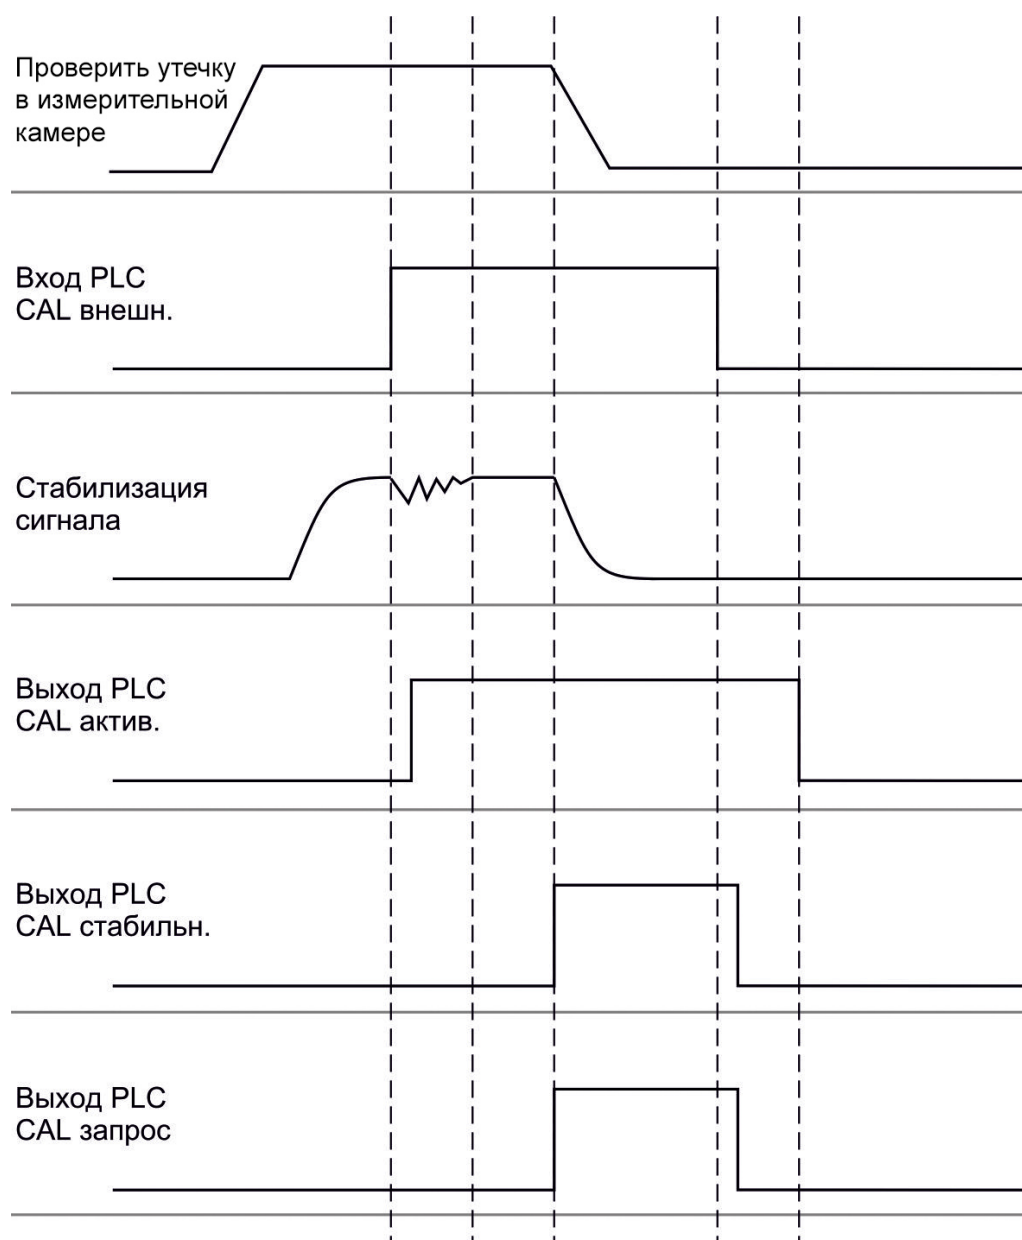 Проверить утечку
в измерительной
камере
Вход PLC
CAL внешн.
Стабилизация
сигнала
Выход PLC
CAL актив.
Выход PLC
CAL стабильн.
Выход PLC
CAL запрос